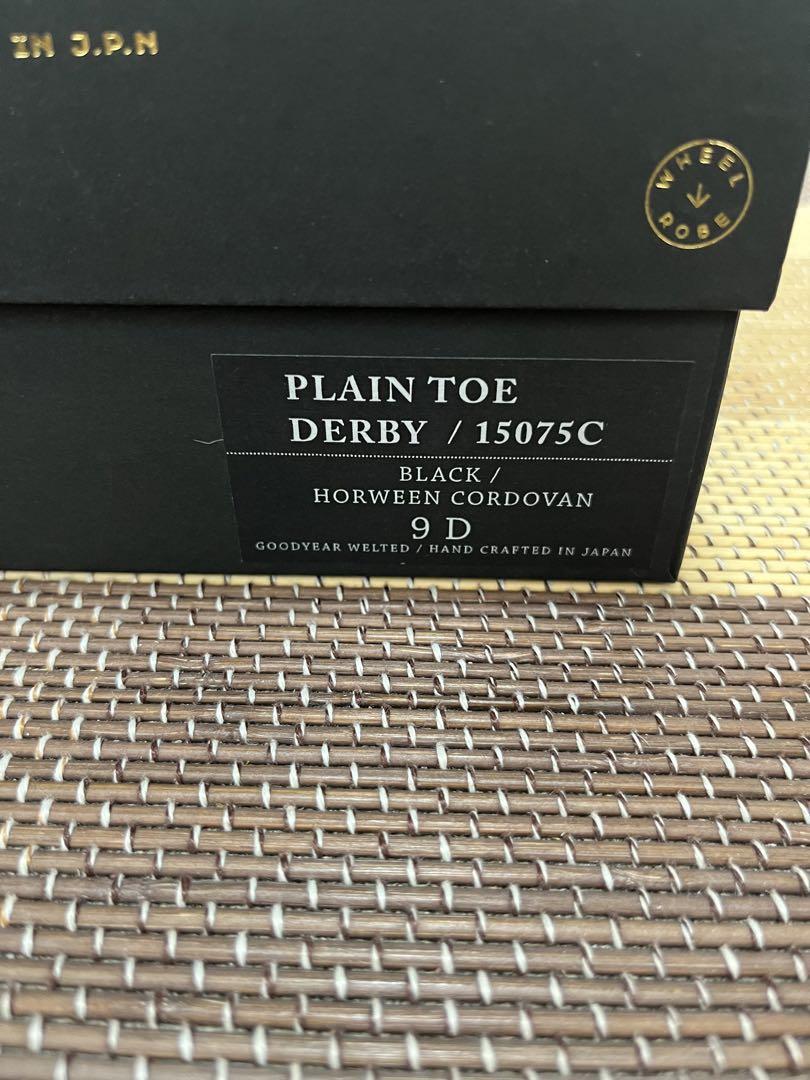 IN J.P.N
WHEEL
ROBE
PLAIN TOE
DERBY / 15075C
BLACK /
HORWEEN CORDOVAN
9 D
GOODYEAR WELTED / HAND CRAFTED IN JAPAN